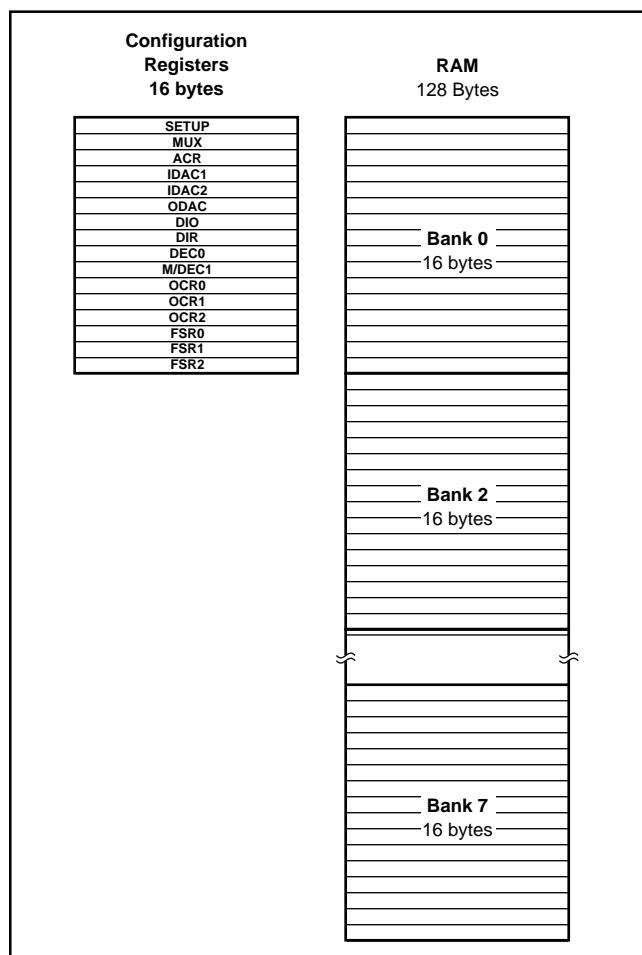 Configuration
Registers
16 bytes
SETUP
MUX
ACR
IDAC1
IDAC2
ODAC
DIO
DIR
DEC0
M/DEC1
OCR0
OCR1
OCR2
FSR0
FSR1
FSR2
RAM
128 Bytes
Bank 0
16 bytes
Bank 2
16 bytes
Bank 7
16 bytes